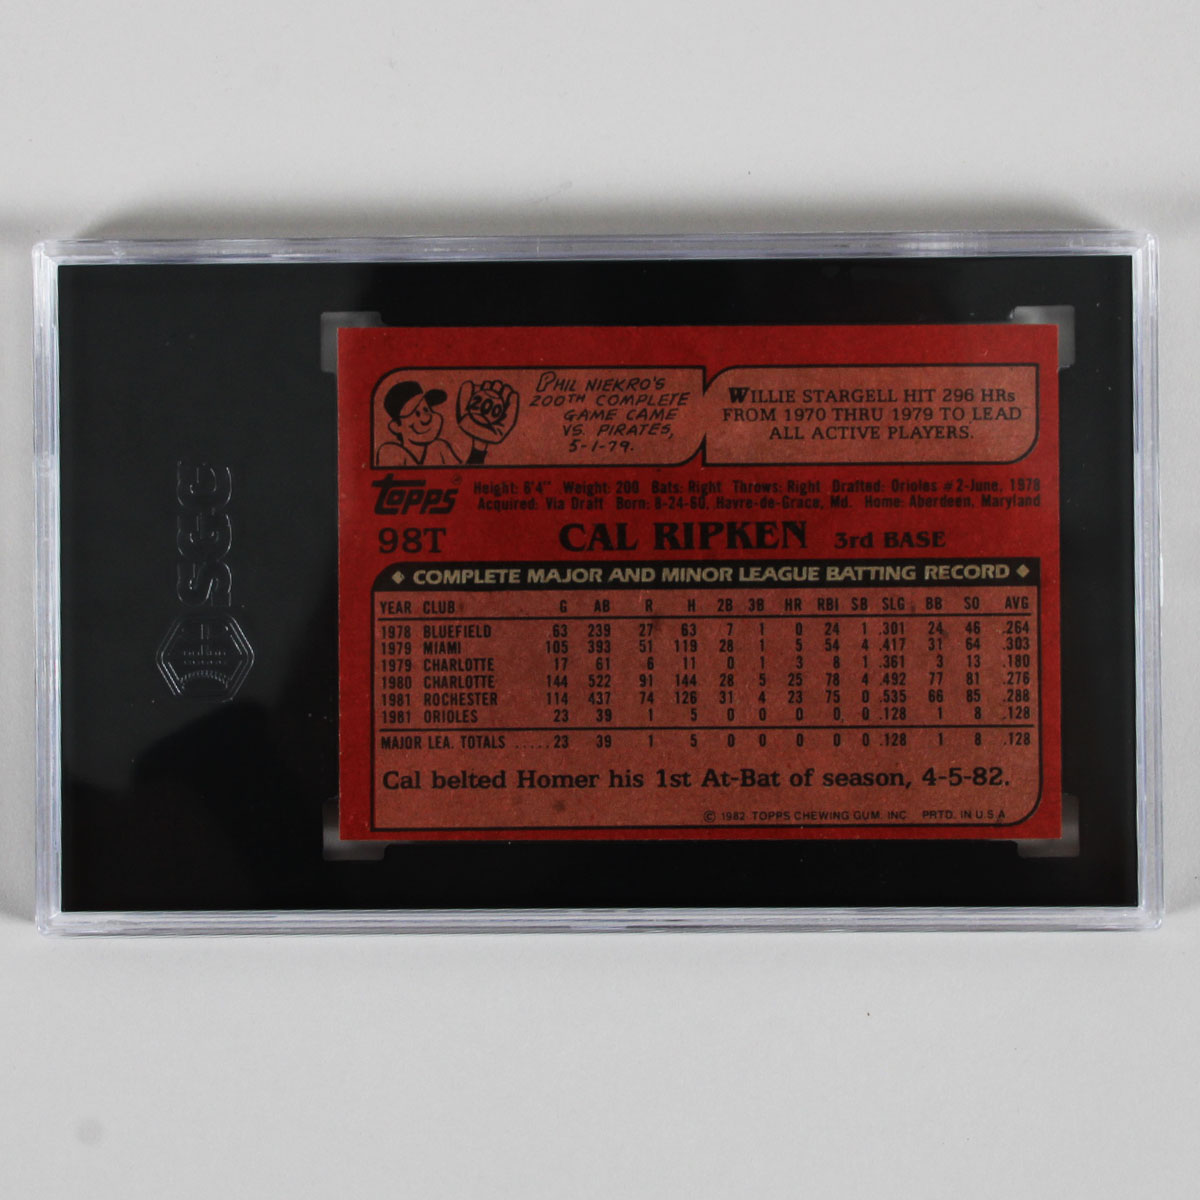 PHIL NIEKRO'S
200TH COMPLETE
GAME CAME
VS. PIRATES,
5-1-79.
200
WILLIE STARGELL HIT 296 HRs
FROM 1970 THRU 1979 TO LEAD
ALL ACTIVE PLAYERS.
TOPPS®
Height: 6'4" Weight: 200 Bats: Right Throws: Right Drafted: Orioles #2-June, 1978
Acquired: Via Draft Born: 8-24-60, Havre-de-Grace, Md. Home: Aberdeen, Maryland
98T CAL RIPKEN 3rd BASE
◆ COMPLETE MAJOR AND MINOR LEAGUE BATTING RECORD ◆
YEAR CLUB G AB R H 2B 3B HR RBI SB SLG BB SO AVG
1978 BLUEFIELD 63 239 27 63 7 1 0 24 1 .301 24 46 .264
1979 MIAMI 105 393 51 119 28 1 5 54 4 .417 31 64 .303
1979 CHARLOTTE 17 61 6 11 0 1 3 8 1 .361 3 13 .180
1980 CHARLOTTE 144 522 91 144 28 5 25 78 4 .492 77 81 .276
1981 ROCHESTER 114 437 74 126 31 4 23 75 0 .535 66 85 .288
1981 ORIOLES 23 39 1 5 0 0 0 0 0 .128 1 8 .128
MAJOR LEA. TOTALS ..... 23 39 1 5 0 0 0 0 0 .128 1 8 .128
Cal belted Homer his 1st At-Bat of season, 4-5-82.
© 1982 TOPPS CHEWING GUM, INC. PRTD. IN U.S.A.
SGC